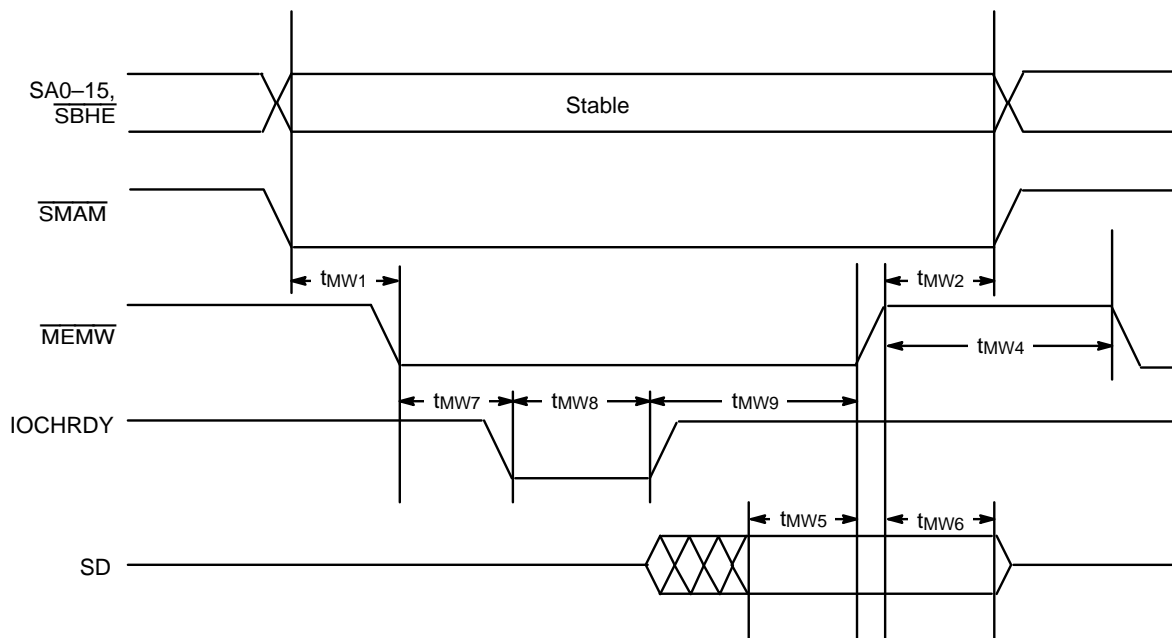 SA0–15,
SBHE
Stable
SMAM
tMW1
tMW2
MEMW
tMW4
tMW7
tMW8
tMW9
IOCHRDY
tMW5
tMW6
SD